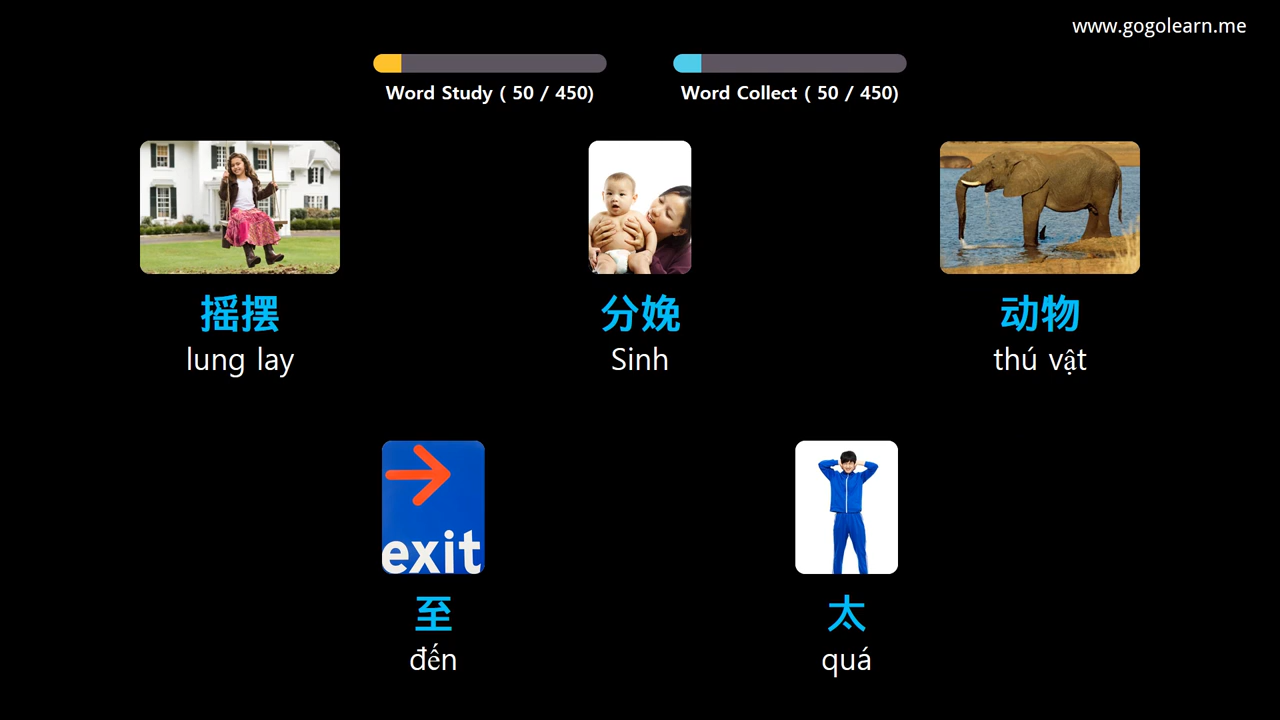 www.gogolearn.me
Word Study ( 50 / 450)
Word Collect ( 50 / 450)
摇摆
lung lay
分娩
Sinh
动物
thú vật
exit
至
đến
太
quá